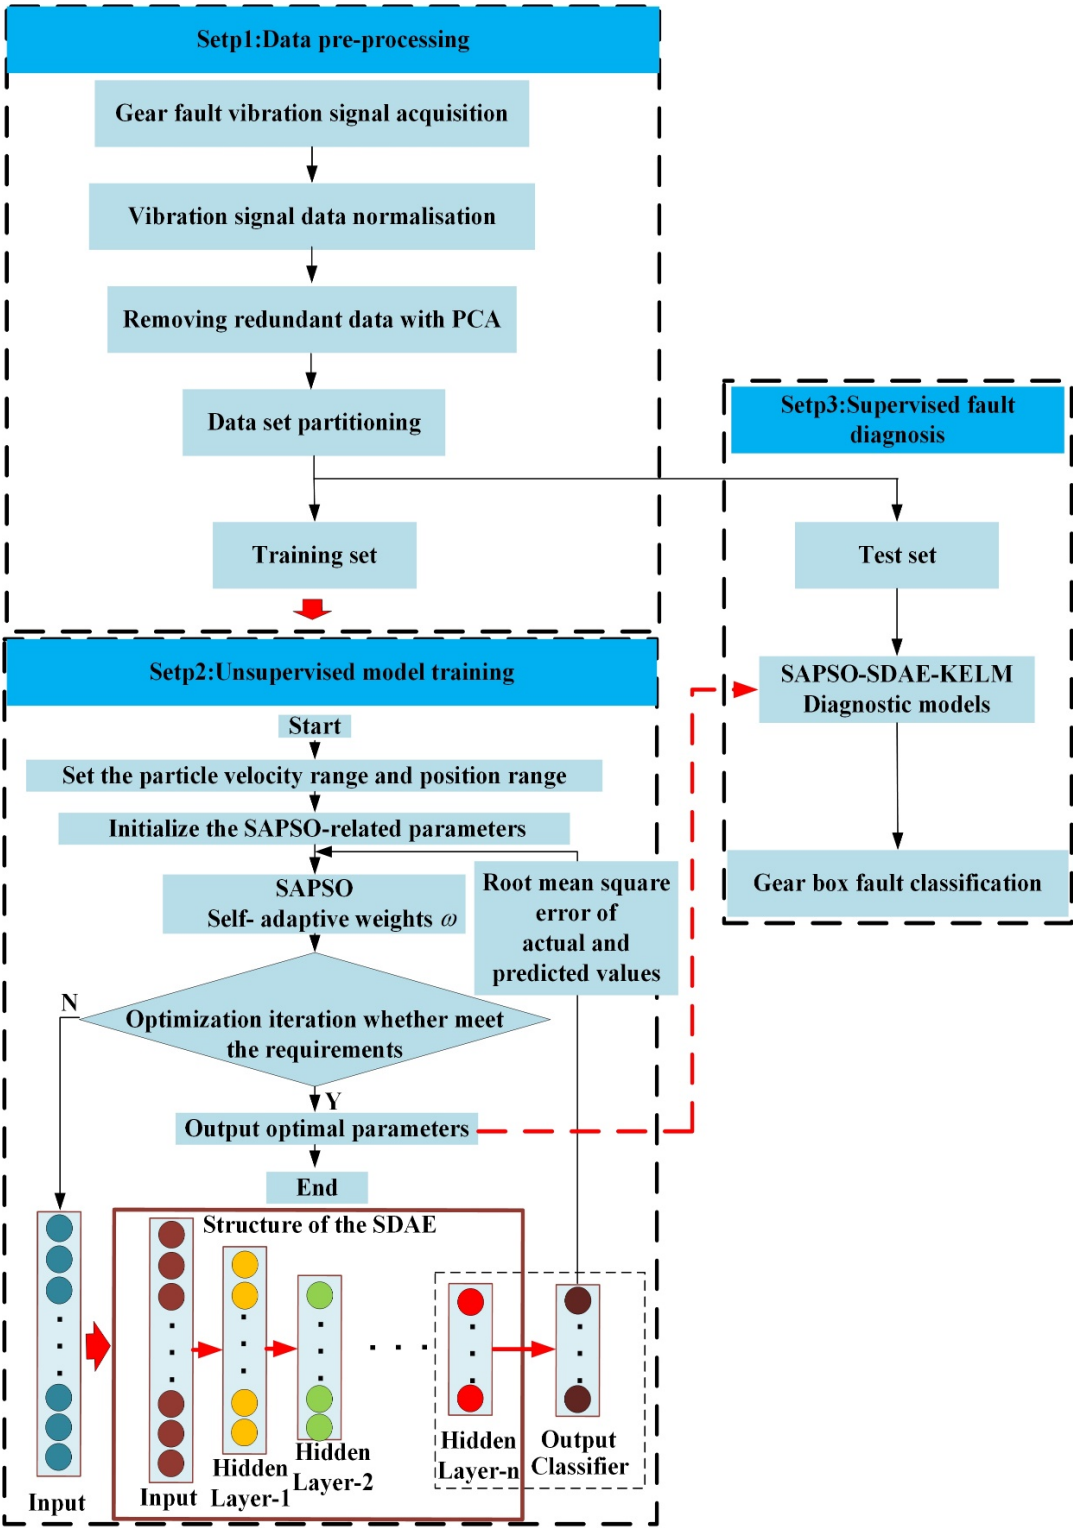 Setp1:Data pre-processing
Gear fault vibration signal acquisition
Vibration signal data normalisation
Removing redundant data with PCA
Data set partitioning
Training set
Setp3:Supervised fault
diagnosis
Test set
SAPSO-SDAE-KELM
Diagnostic models
Gear box fault classification
Setp2:Unsupervised model training
Start
Set the particle velocity range and position range
Initialize the SAPSO-related parameters
SAPSO
Self- adaptive weights ω
Root mean square
error of
actual and
predicted values
N
Optimization iteration whether meet
the requirements
Y
Output optimal parameters
End
Structure of the SDAE
Input
Input
Hidden
Layer-1
Hidden
Layer-2
Hidden
Layer-n
Output
Classifier